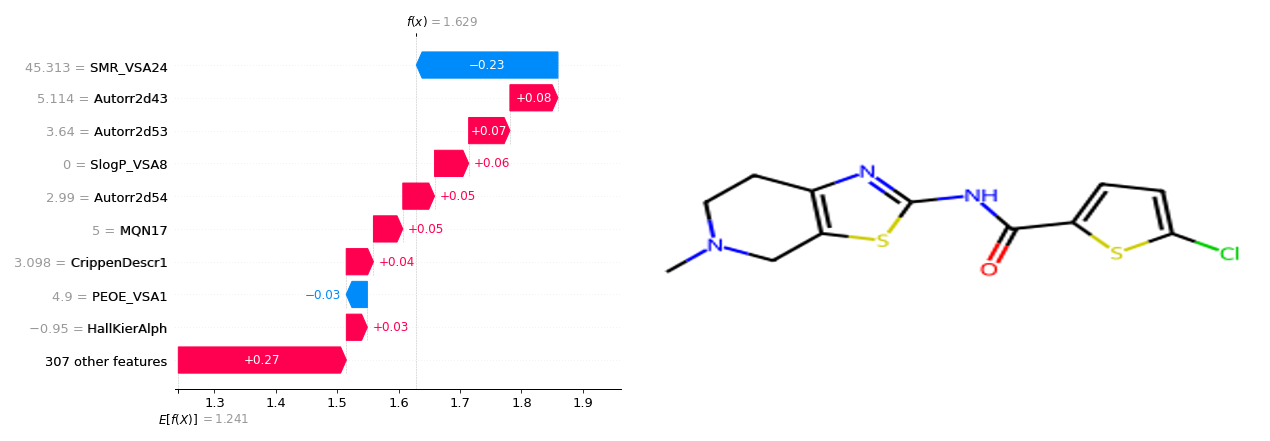 f(x) = 1.629
45.313 = SMR_VSA24
−0.23
5.114 = Autorr2d43
+0.08
3.64 = Autorr2d53
+0.07
0 = SlogP_VSA8
+0.06
2.99 = Autorr2d54
+0.05
5 = MQN17
+0.05
3.098 = CrippenDescr1
+0.04
4.9 = PEOE_VSA1
−0.03
−0.95 = HallKierAlph
+0.03
307 other features
+0.27
1.3 1.4 1.5 1.6 1.7 1.8 1.9
E[f(X)] = 1.241
N
NH
N
S
O
S
Cl